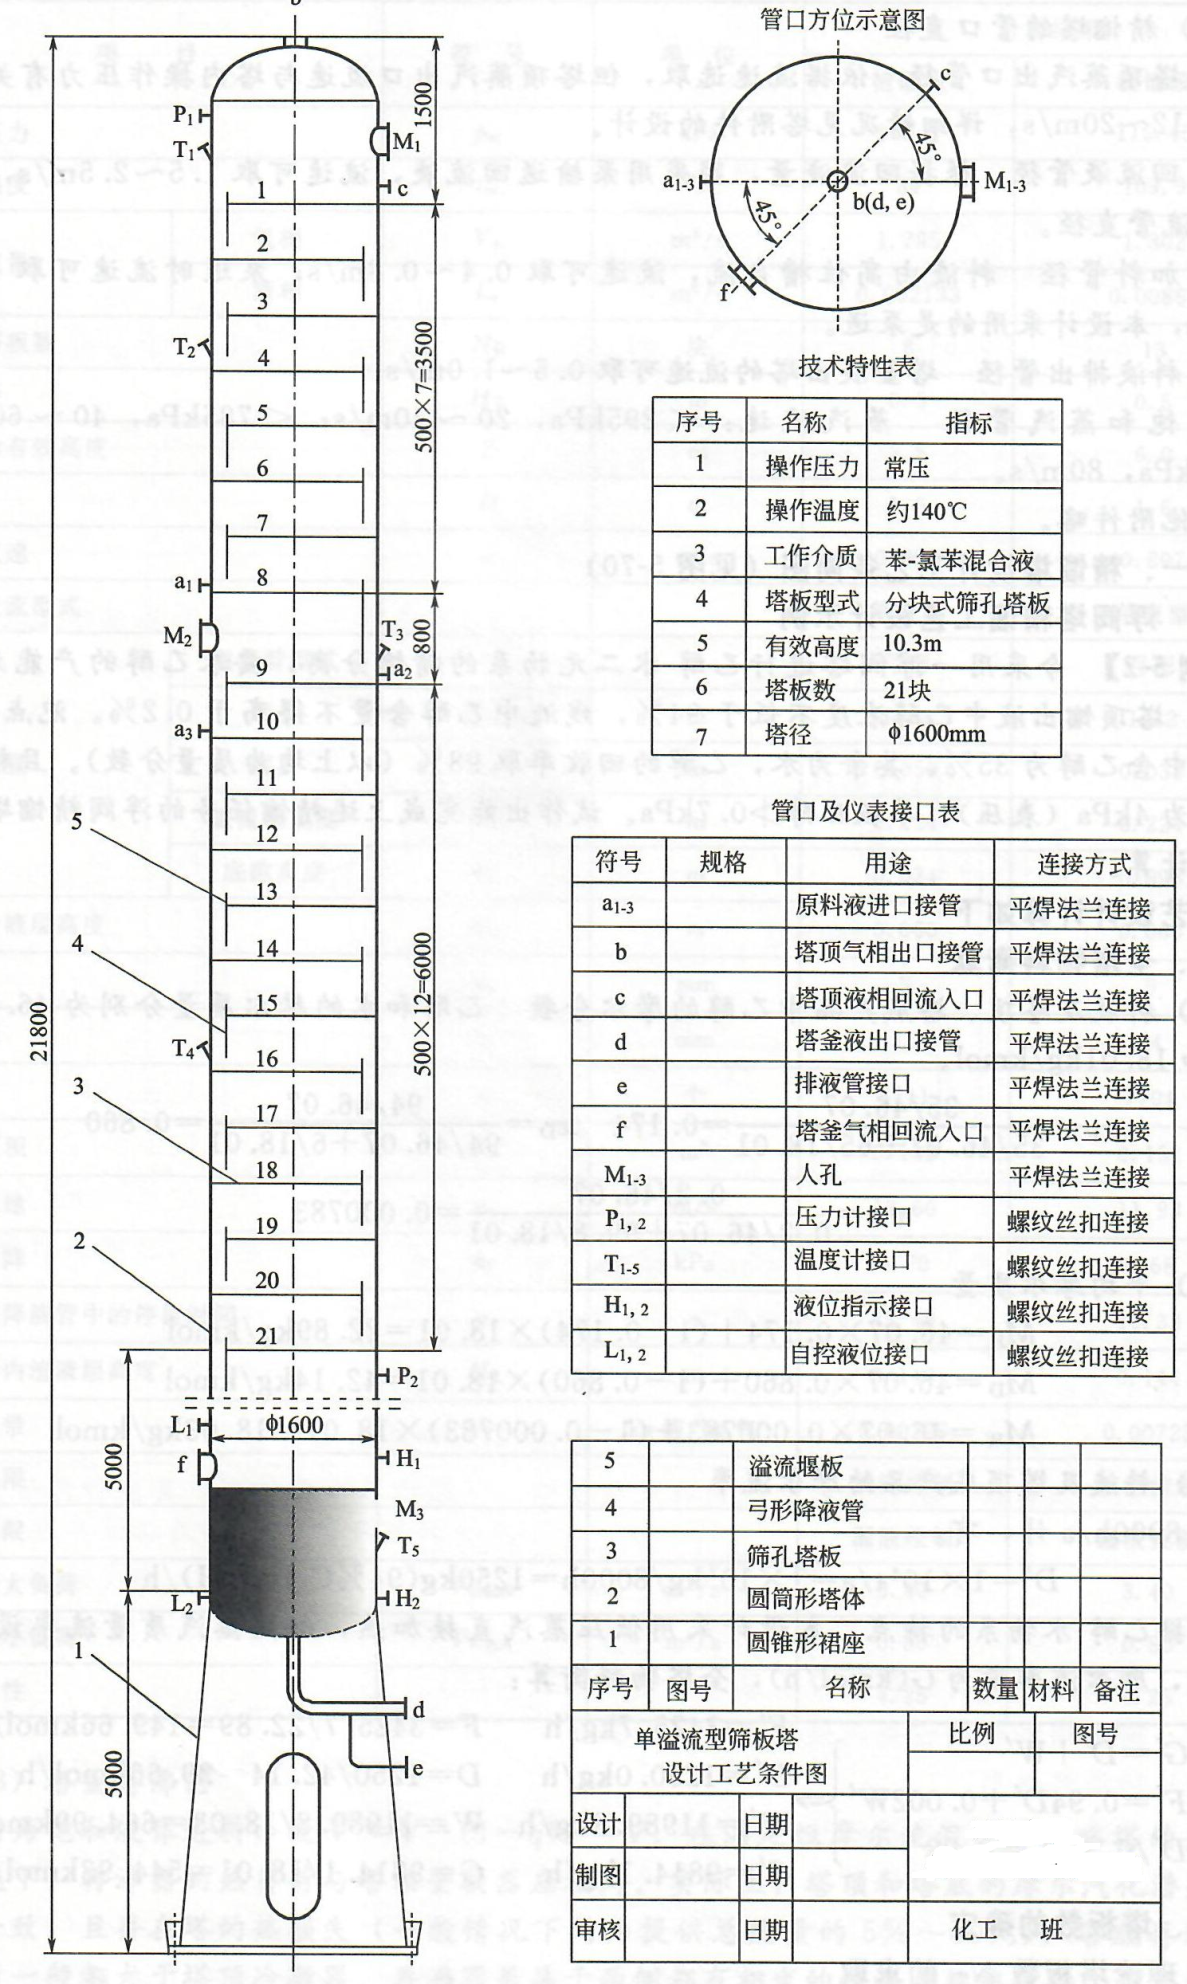 b
P1
T1
M1
c
1
2
3
T2
4
5
6
7
a1
8
M2
T3
a2
9
a3
10
11
12
13
14
15
T4
16
17
18
19
20
21
P2
L1
φ1600
H1
f
M3
T5
L2
H2
d
e
5
4
3
2
1
21800
1500
500×7=3500
800
500×12=6000
5000
5000
管口方位示意图
c
45°
a1-3
M1-3
b(d, e)
45°
f
技术特性表
序号 名称 指标
1 操作压力 常压
2 操作温度 约140℃
3 工作介质 苯-氯苯混合液
4 塔板型式 分块式筛孔塔板
5 有效高度 10.3m
6 塔板数 21块
7 塔径 φ1600mm
管口及仪表接口表
符号 规格 用途 连接方式
a1-3 原料液进口接管 平焊法兰连接
b 塔顶气相出口接管 平焊法兰连接
c 塔顶液相回流入口 平焊法兰连接
d 塔釜液出口接管 平焊法兰连接
e 排液管接口 平焊法兰连接
f 塔釜气相回流入口 平焊法兰连接
M1-3 人孔 平焊法兰连接
P1, 2 压力计接口 螺纹丝扣连接
T1-5 温度计接口 螺纹丝扣连接
H1, 2 液位指示接口 螺纹丝扣连接
L1, 2 自控液位接口 螺纹丝扣连接
5 溢流堰板
4 弓形降液管
3 筛孔塔板
2 圆筒形塔体
1 圆锥形裙座
序号 图号 名称 数量 材料 备注
单溢流型筛板塔
设计工艺条件图
比例 图号
设计 日期
制图 日期
审核 日期
化工 班